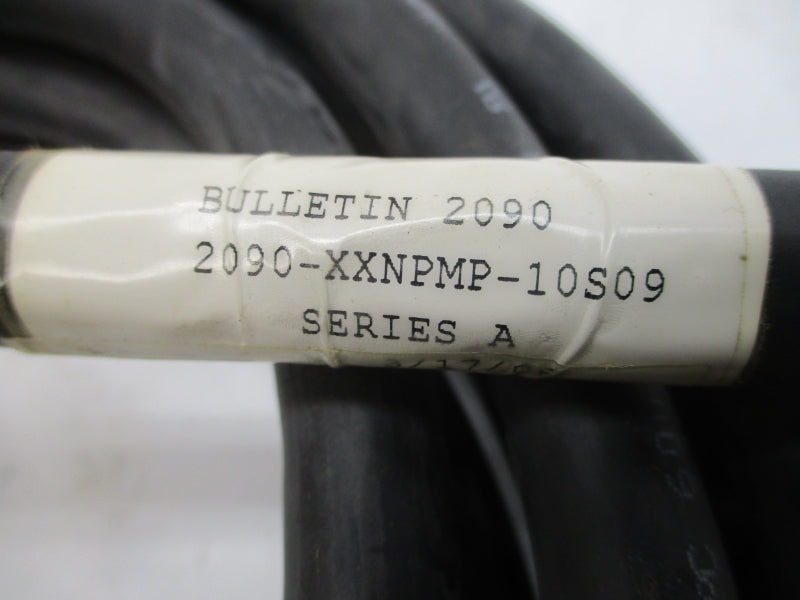 BULLETIN 2090
2090-XXNPMP-10S09
SERIES A